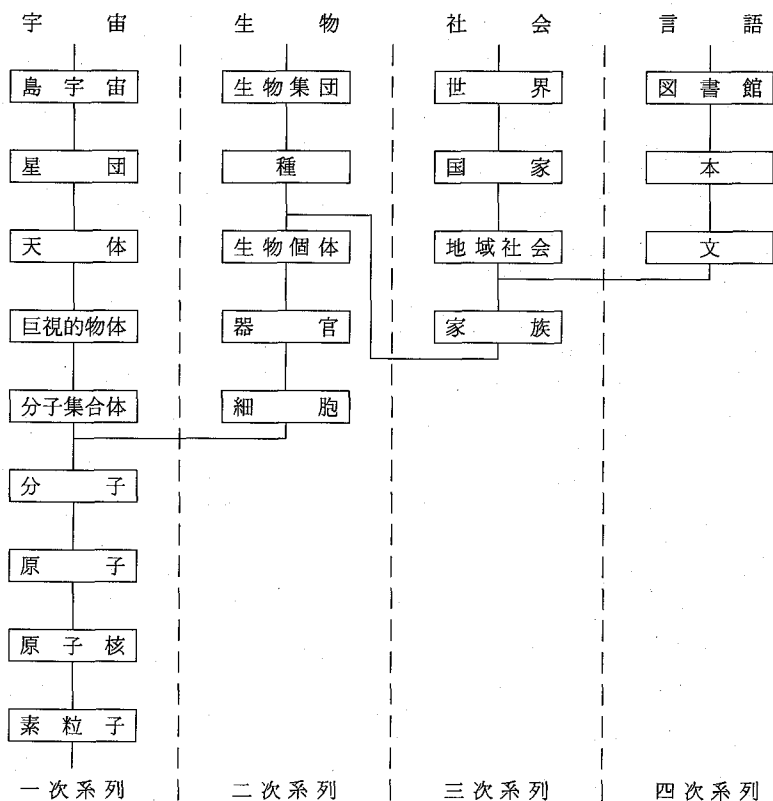 宇宙 生物 社会 言語
島宇宙 生物集団 世界 図書館
星団 種 国家 本
天体 生物個体 地域社会 文
巨視的物体 器官 家族
分子集合体 細胞
分子
原子
原子核
素粒子
一次系列 二次系列 三次系列 四次系列